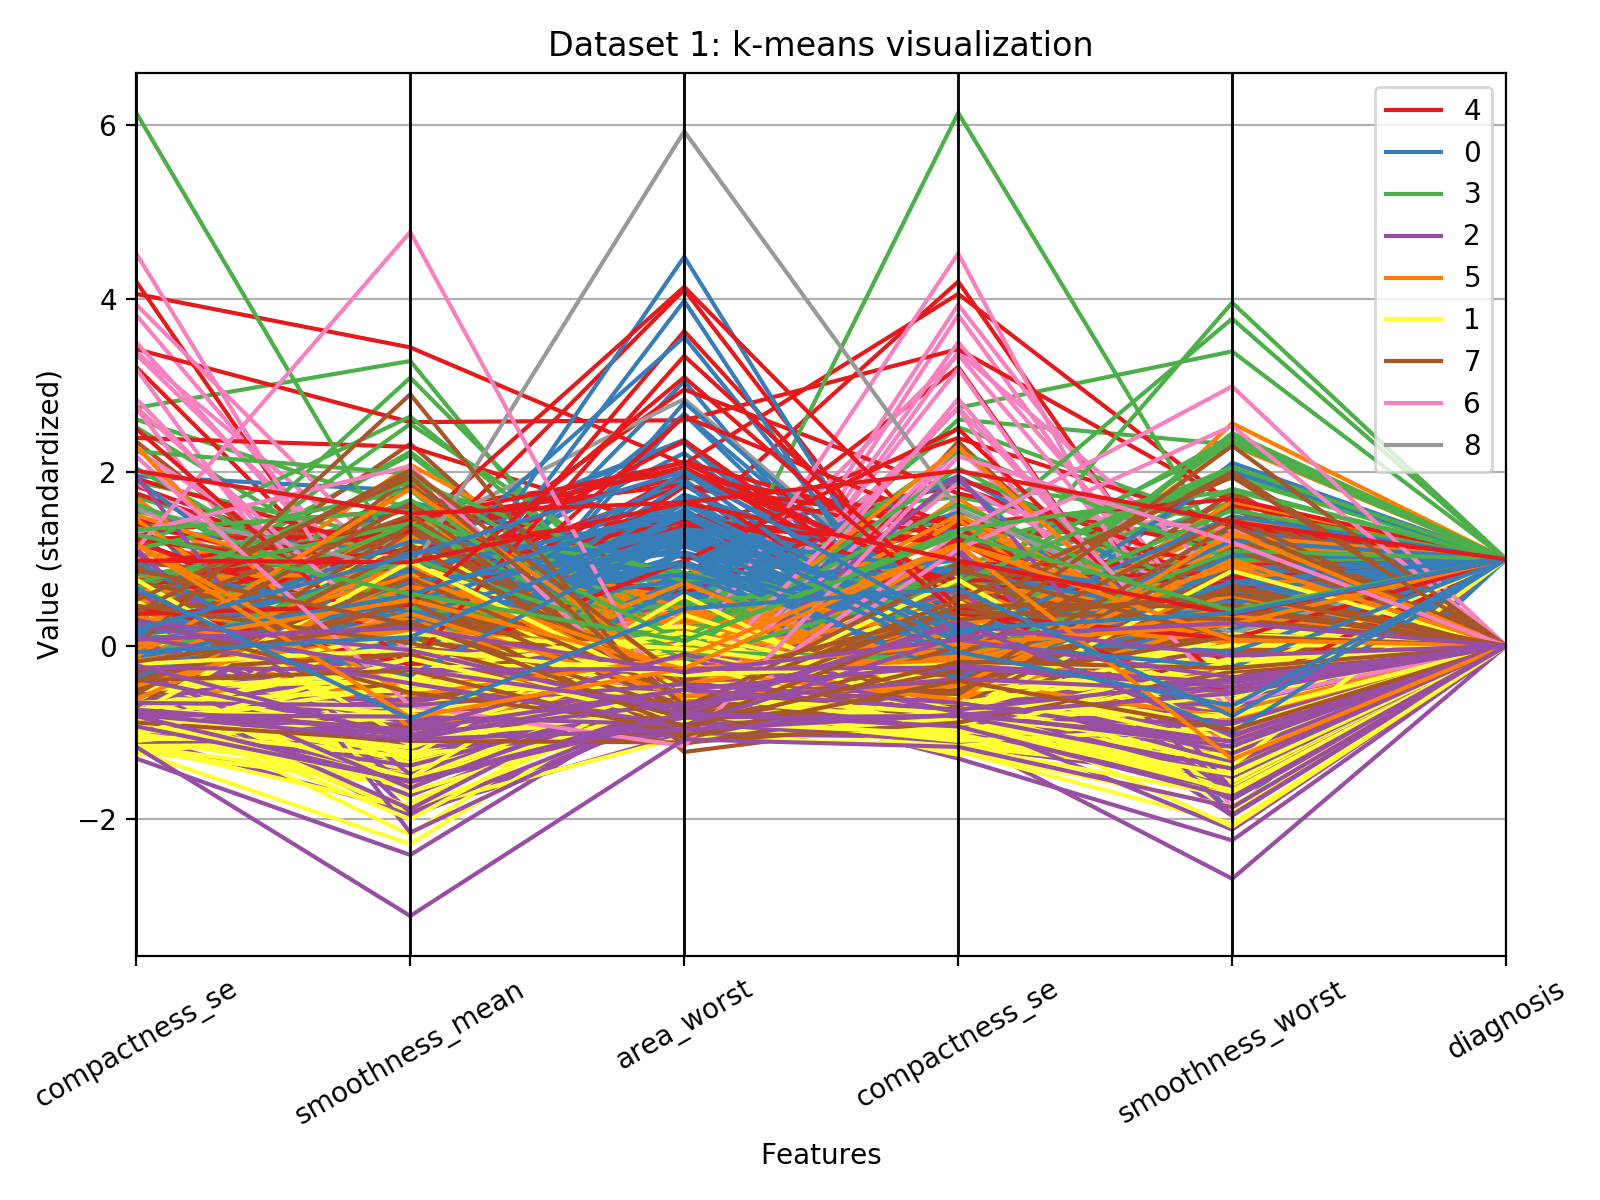 Dataset 1: k-means visualization
6
4
2
0
−2
Value (standardized)
4
0
3
2
5
1
7
6
8
compactness_se
smoothness_mean
area_worst
compactness_se
smoothness_worst
diagnosis
Features